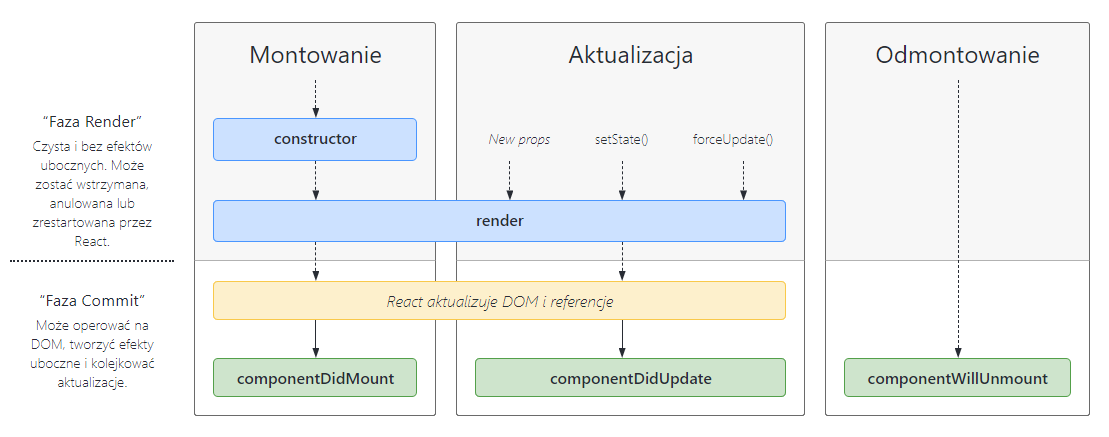 Montowanie
Aktualizacja
Odmontowanie
“Faza Render”
Czysta i bez efektów
ubocznych. Może
zostać wstrzymana,
anulowana lub
zrestartowana przez
React.
constructor
New props
setState()
forceUpdate()
render
“Faza Commit”
Może operować na
DOM, tworzyć efekty
uboczne i kolejkować
aktualizacje.
React aktualizuje DOM i referencje
componentDidMount
componentDidUpdate
componentWillUnmount